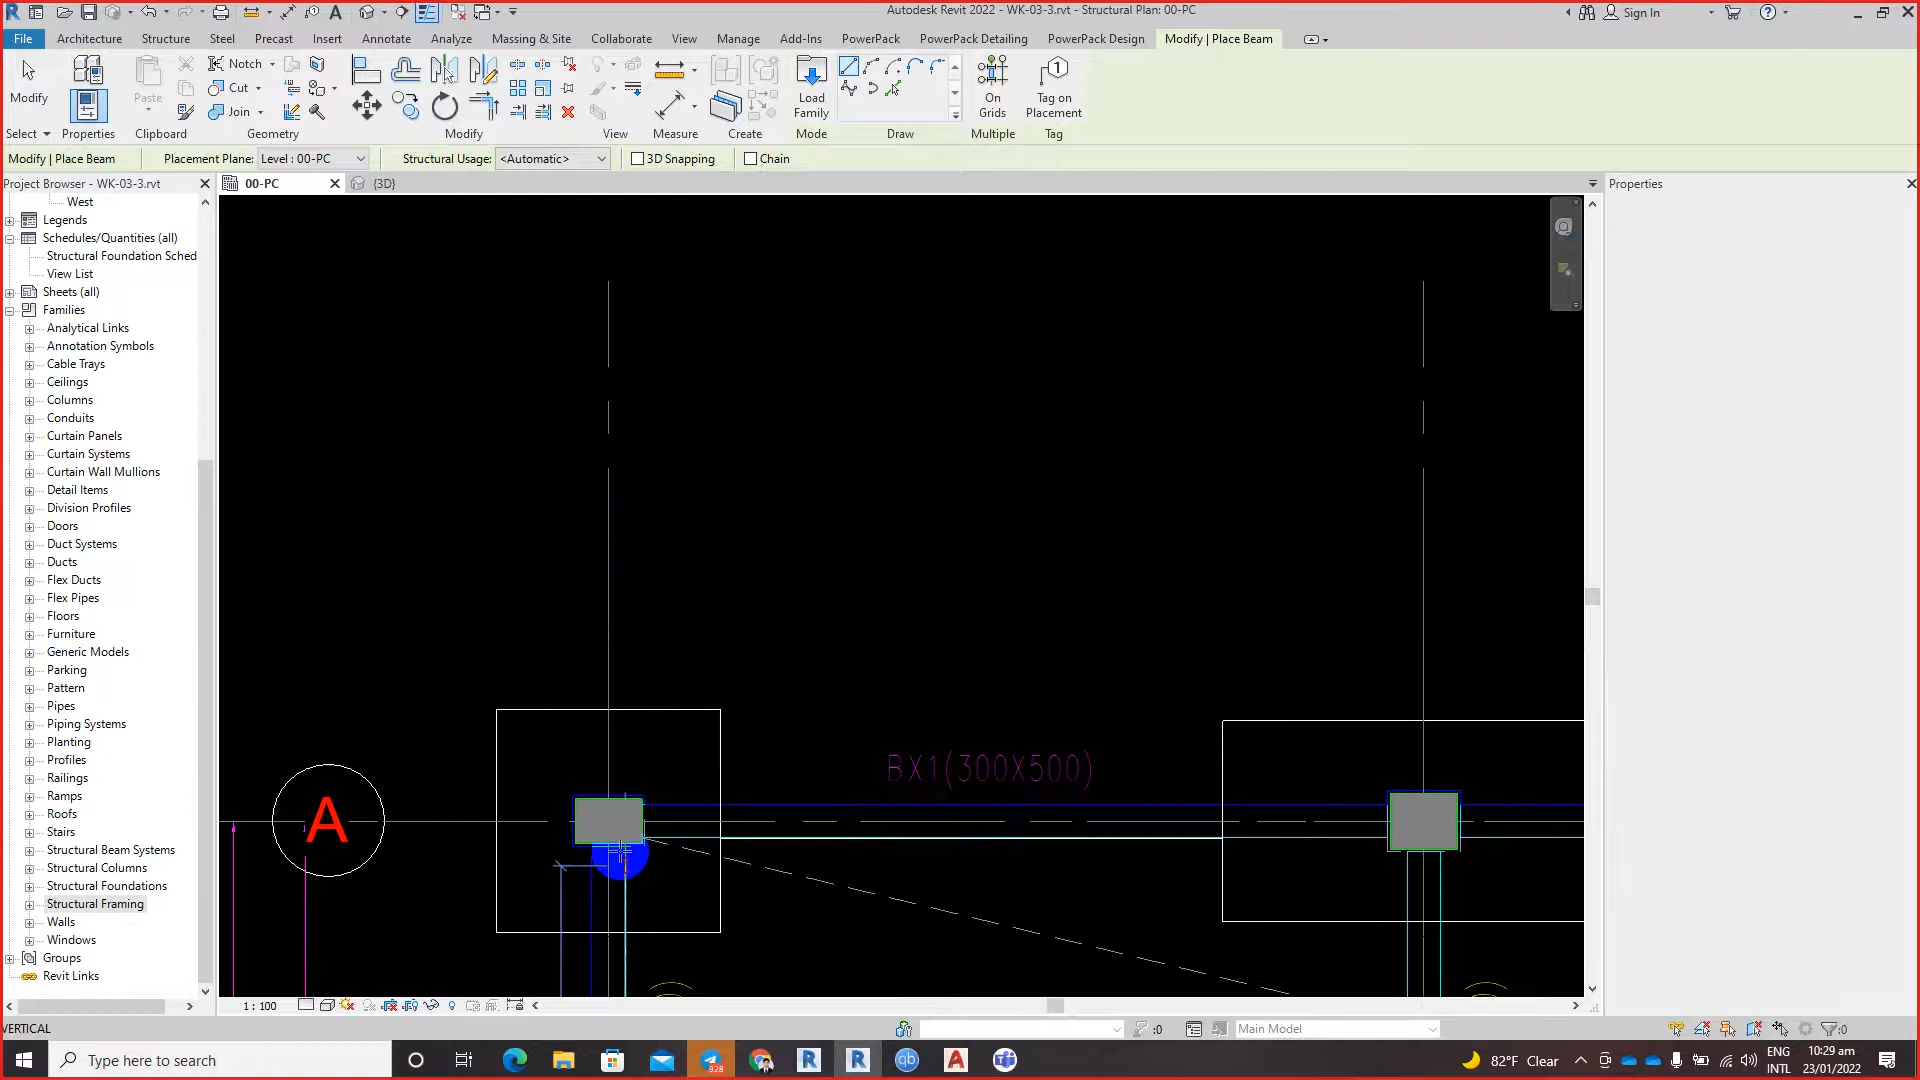 Autodesk Revit 2022 - WK-03-3.rvt - Structural Plan: 00-PC
Sign In
File
Architecture
Structure
Steel
Precast
Insert
Annotate
Analyze
Massing & Site
Collaborate
View
Manage
Add-Ins
PowerPack
PowerPack Detailing
PowerPack Design
Modify | Place Beam
Modify
Paste
Notch
Cut
Join
Load
Family
On
Grids
Tag on
Placement
Select
Properties
Clipboard
Geometry
Modify
View
Measure
Create
Mode
Draw
Multiple
Tag
Modify | Place Beam
Placement Plane: Level : 00-PC
Structural Usage: <Automatic>
3D Snapping
Chain
Project Browser - WK-03-3.rvt
00-PC
{3D}
Properties
West
Legends
Schedules/Quantities (all)
Structural Foundation Sched
View List
Sheets (all)
Families
Analytical Links
Annotation Symbols
Cable Trays
Ceilings
Columns
Conduits
Curtain Panels
Curtain Systems
Curtain Wall Mullions
Detail Items
Division Profiles
Doors
Duct Systems
Ducts
Flex Ducts
Flex Pipes
Floors
Furniture
Generic Models
Parking
Pattern
Pipes
Piping Systems
Planting
Profiles
Railings
Ramps
Roofs
Stairs
Structural Beam Systems
Structural Columns
Structural Foundations
Structural Framing
Walls
Windows
Groups
Revit Links
BX1(300X500)
A
1 : 100
VERTICAL
:0
Main Model
:0
Type here to search
928
82°F Clear
ENG
INTL
10:29 am
23/01/2022